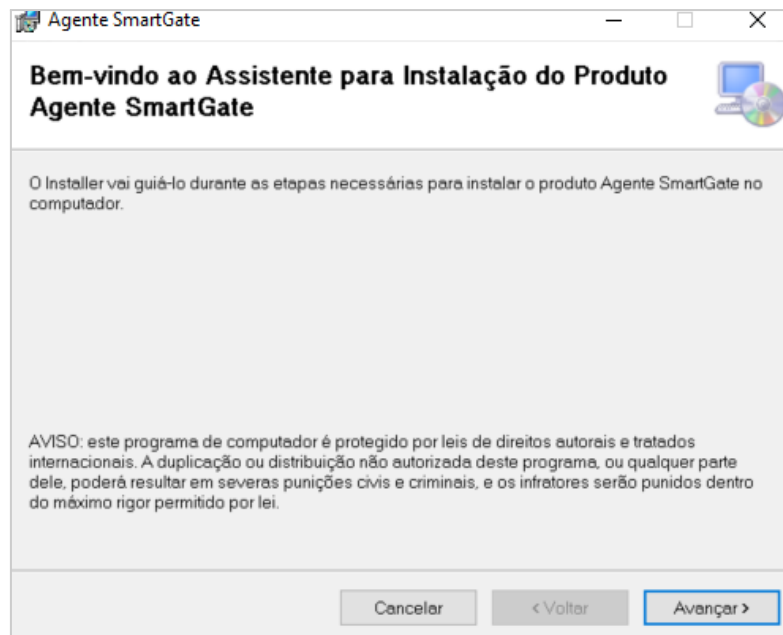 Agente SmartGate
Bem-vindo ao Assistente para Instalação do Produto
Agente SmartGate
O Installer vai guiá-lo durante as etapas necessárias para instalar o produto Agente SmartGate no
computador.
AVISO: este programa de computador é protegido por leis de direitos autorais e tratados
internacionais. A duplicação ou distribuição não autorizada deste programa, ou qualquer parte
dele, poderá resultar em severas punições civis e criminais, e os infratores serão punidos dentro
do máximo rigor permitido por lei.
Cancelar
< Voltar
Avançar >